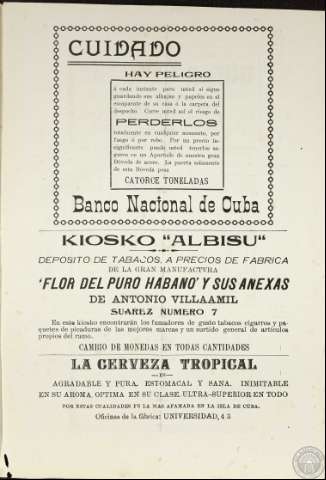 CUIDADO
HAY PELIGRO
á cada instante para usted al sigue
guardando sus alhajas y papeles en el
escaparate de su casa ó la carpeta del
despacho. Corre usted así el riesgo de
PERDERLOS
totalmente en cualquier momento, por
fuego ó por robo. Por un precio in-
significante puede usted tenerlos se-
guros en un Apartado de nuestra gran
Bóveda de acero. La puerta solamente
de esta Bóveda pesa
CATORCE TONELADAS
Banco Nacional de Cuba
KIOSKO "ALBISU"
DEPOSITO DE TABACOS, A PRECIOS DE FABRICA
DE LA GRAN MANUFACTVRA
'FLOR DEL PURO HABANO' Y SUS ANEXAS
DE ANTONIO VILLAAMIL
SUAREZ NUMERO 7
En este kiosko encontrarán los fumadores de gusto tabacos cigarros y pa-
quetes de picaduras de las mejores marcas y un surtido general de artículos
propios del ramo.
CAMBIO DE MONEDAS EN TODAS CANTIDADES
LA CERVEZA TROPICAL
—ES—
AGRADABLE Y PURA. ESTOMACAL Y SANA. INIMITABLE
EN SU AROMA, OPTIMA EN SU CLASE. ULTRA-SUPERIOR EN TODO
POR ESTAS CUALIDADES ES LA MAS AFAMADA EN LA ISLA DE CUBA.
Oficinas de la fábrica: UNIVERSIDAD,